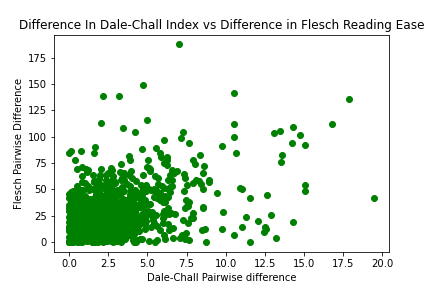 Difference In Dale-Chall Index vs Difference in Flesch Reading Ease
175
150
125
100
75
50
25
0
Flesch Pairwise Difference
0.0 2.5 5.0 7.5 10.0 12.5 15.0 17.5 20.0
Dale-Chall Pairwise difference